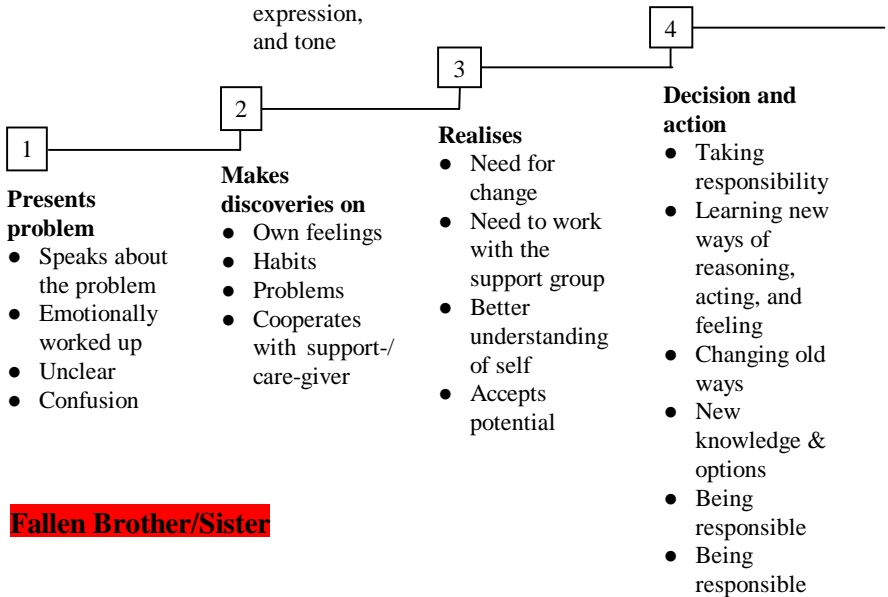 expression,
and tone
1
Presents
problem
● Speaks about
the problem
● Emotionally
worked up
● Unclear
● Confusion
2
Makes
discoveries on
● Own feelings
● Habits
● Problems
● Cooperates
with support-/
care-giver
3
Realises
● Need for
change
● Need to work
with the
support group
● Better
understanding
of self
● Accepts
potential
4
Decision and
action
● Taking
responsibility
● Learning new
ways of
reasoning,
acting, and
feeling
● Changing old
ways
● New
knowledge &
options
● Being
responsible
● Being
responsible
Fallen Brother/Sister